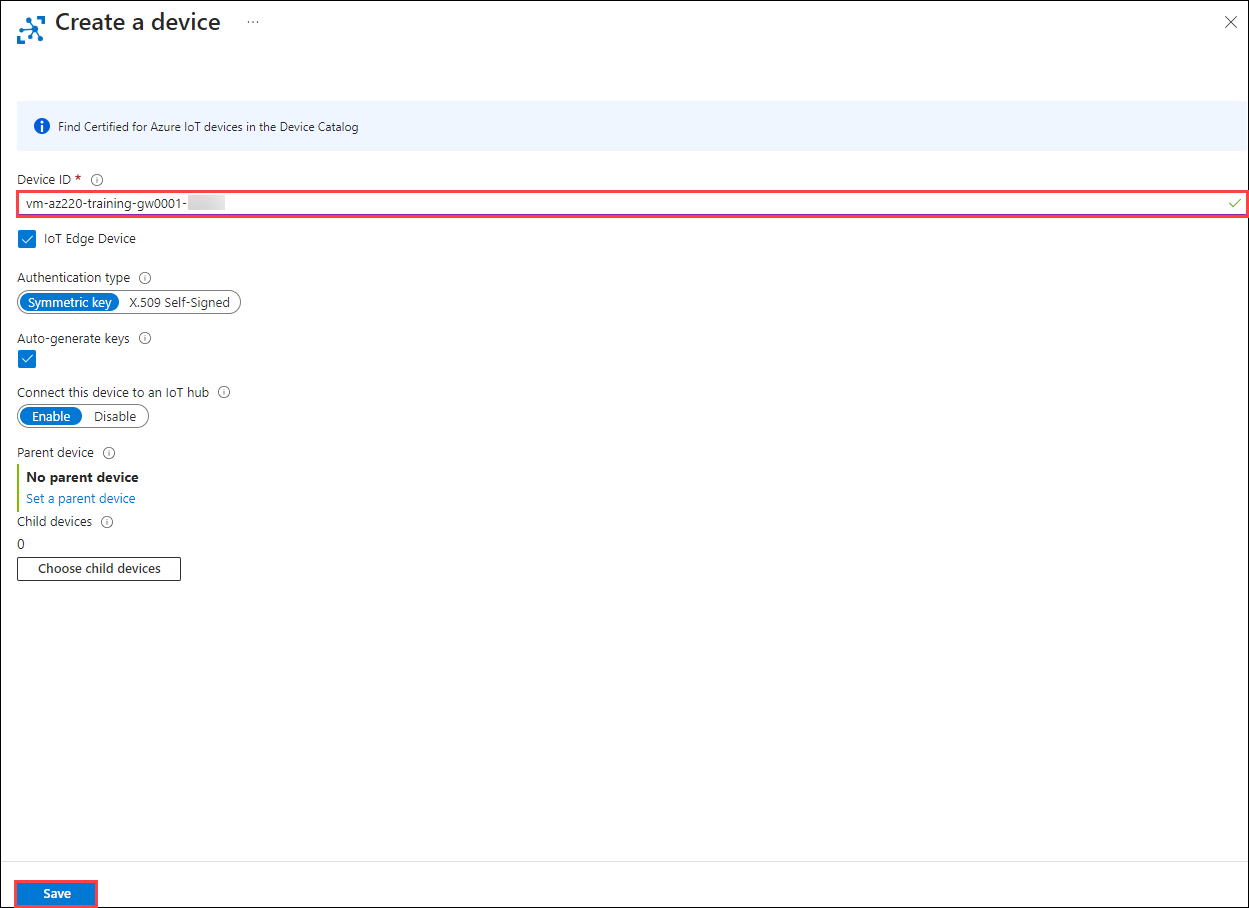 Create a device ...
Find Certified for Azure IoT devices in the Device Catalog
Device ID *
vm-az220-training-gw0001-
IoT Edge Device
Authentication type
Symmetric key X.509 Self-Signed
Auto-generate keys
Connect this device to an IoT hub
Enable Disable
Parent device
No parent device
Set a parent device
Child devices
0
Choose child devices
Save